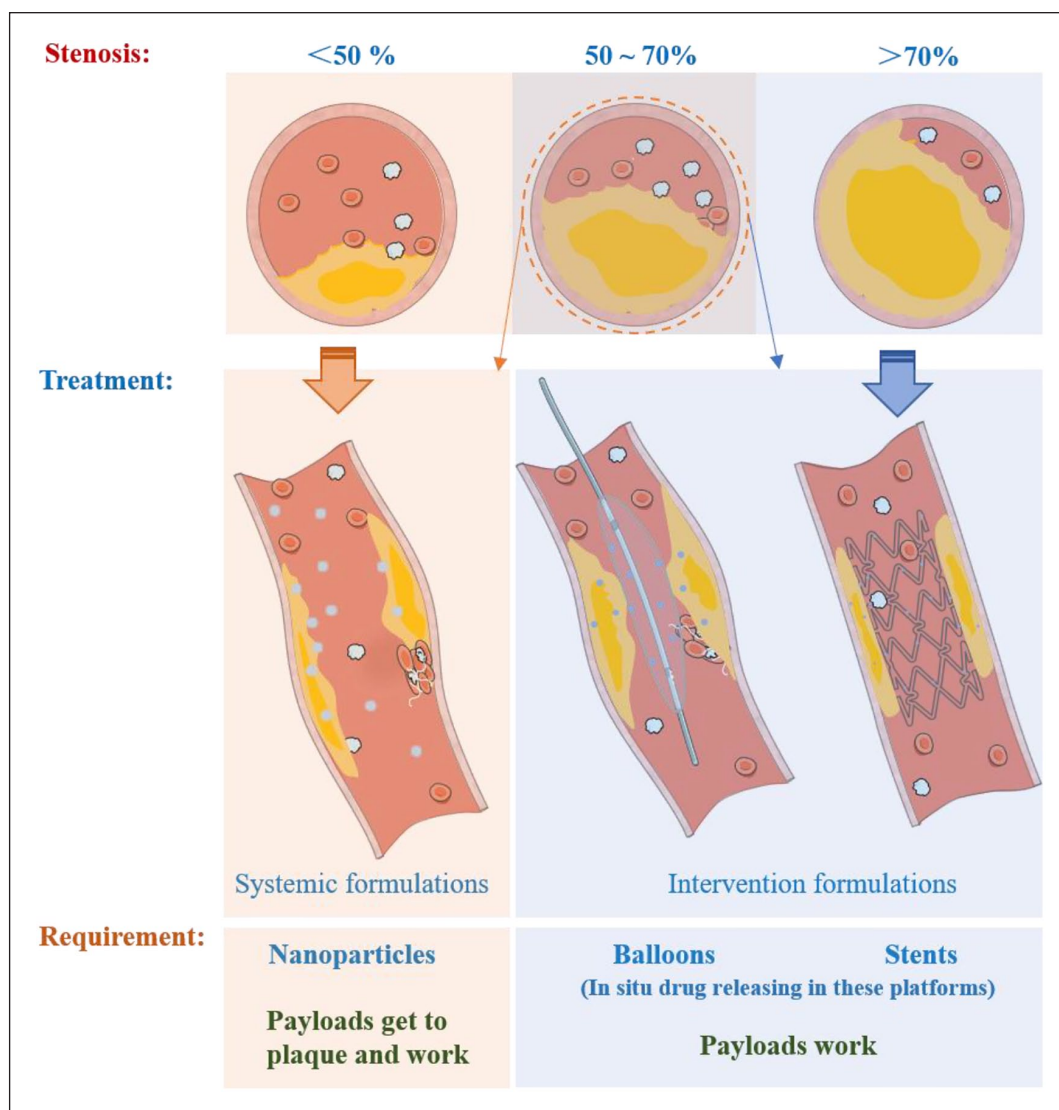 Stenosis: <50 % 50 ~ 70% >70%
Treatment:
Systemic formulations Intervention formulations
Requirement:
Nanoparticles Balloons Stents
(In situ drug releasing in these platforms)
Payloads get to
plaque and work
Payloads work